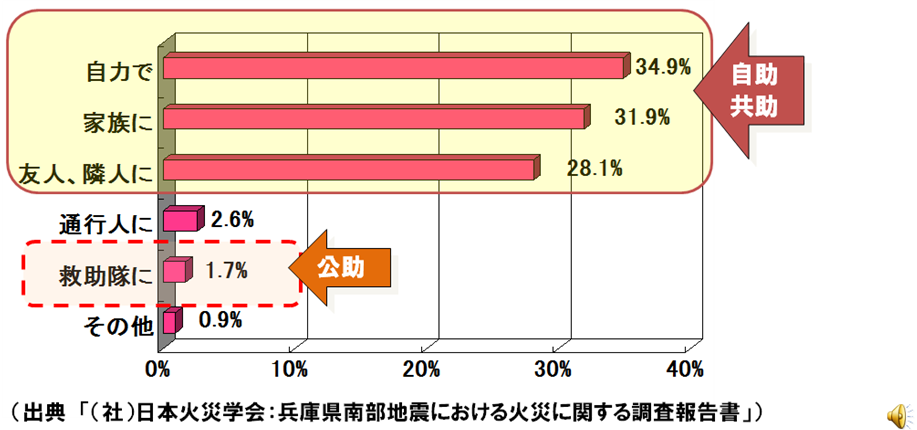 自力で 34.9%
自助
共助
家族に 31.9%
友人、隣人に 28.1%
通行人に 2.6%
救助隊に 1.7%
公助
その他 0.9%
0% 10% 20% 30% 40%
（出典 「（社）日本火災学会：兵庫県南部地震における火災に関する調査報告書」）